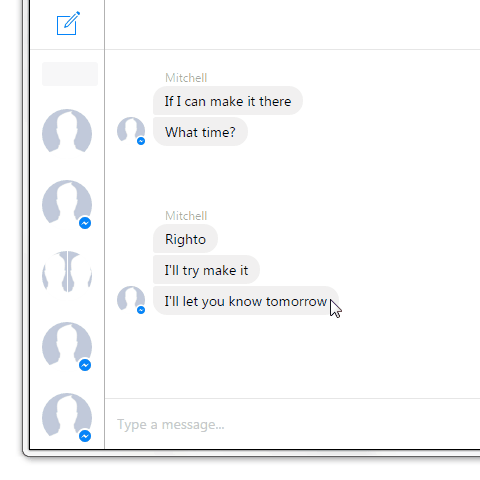 Mitchell
If I can make it there
What time?
Mitchell
Righto
I'll try make it
I'll let you know tomorrow
Type a message...